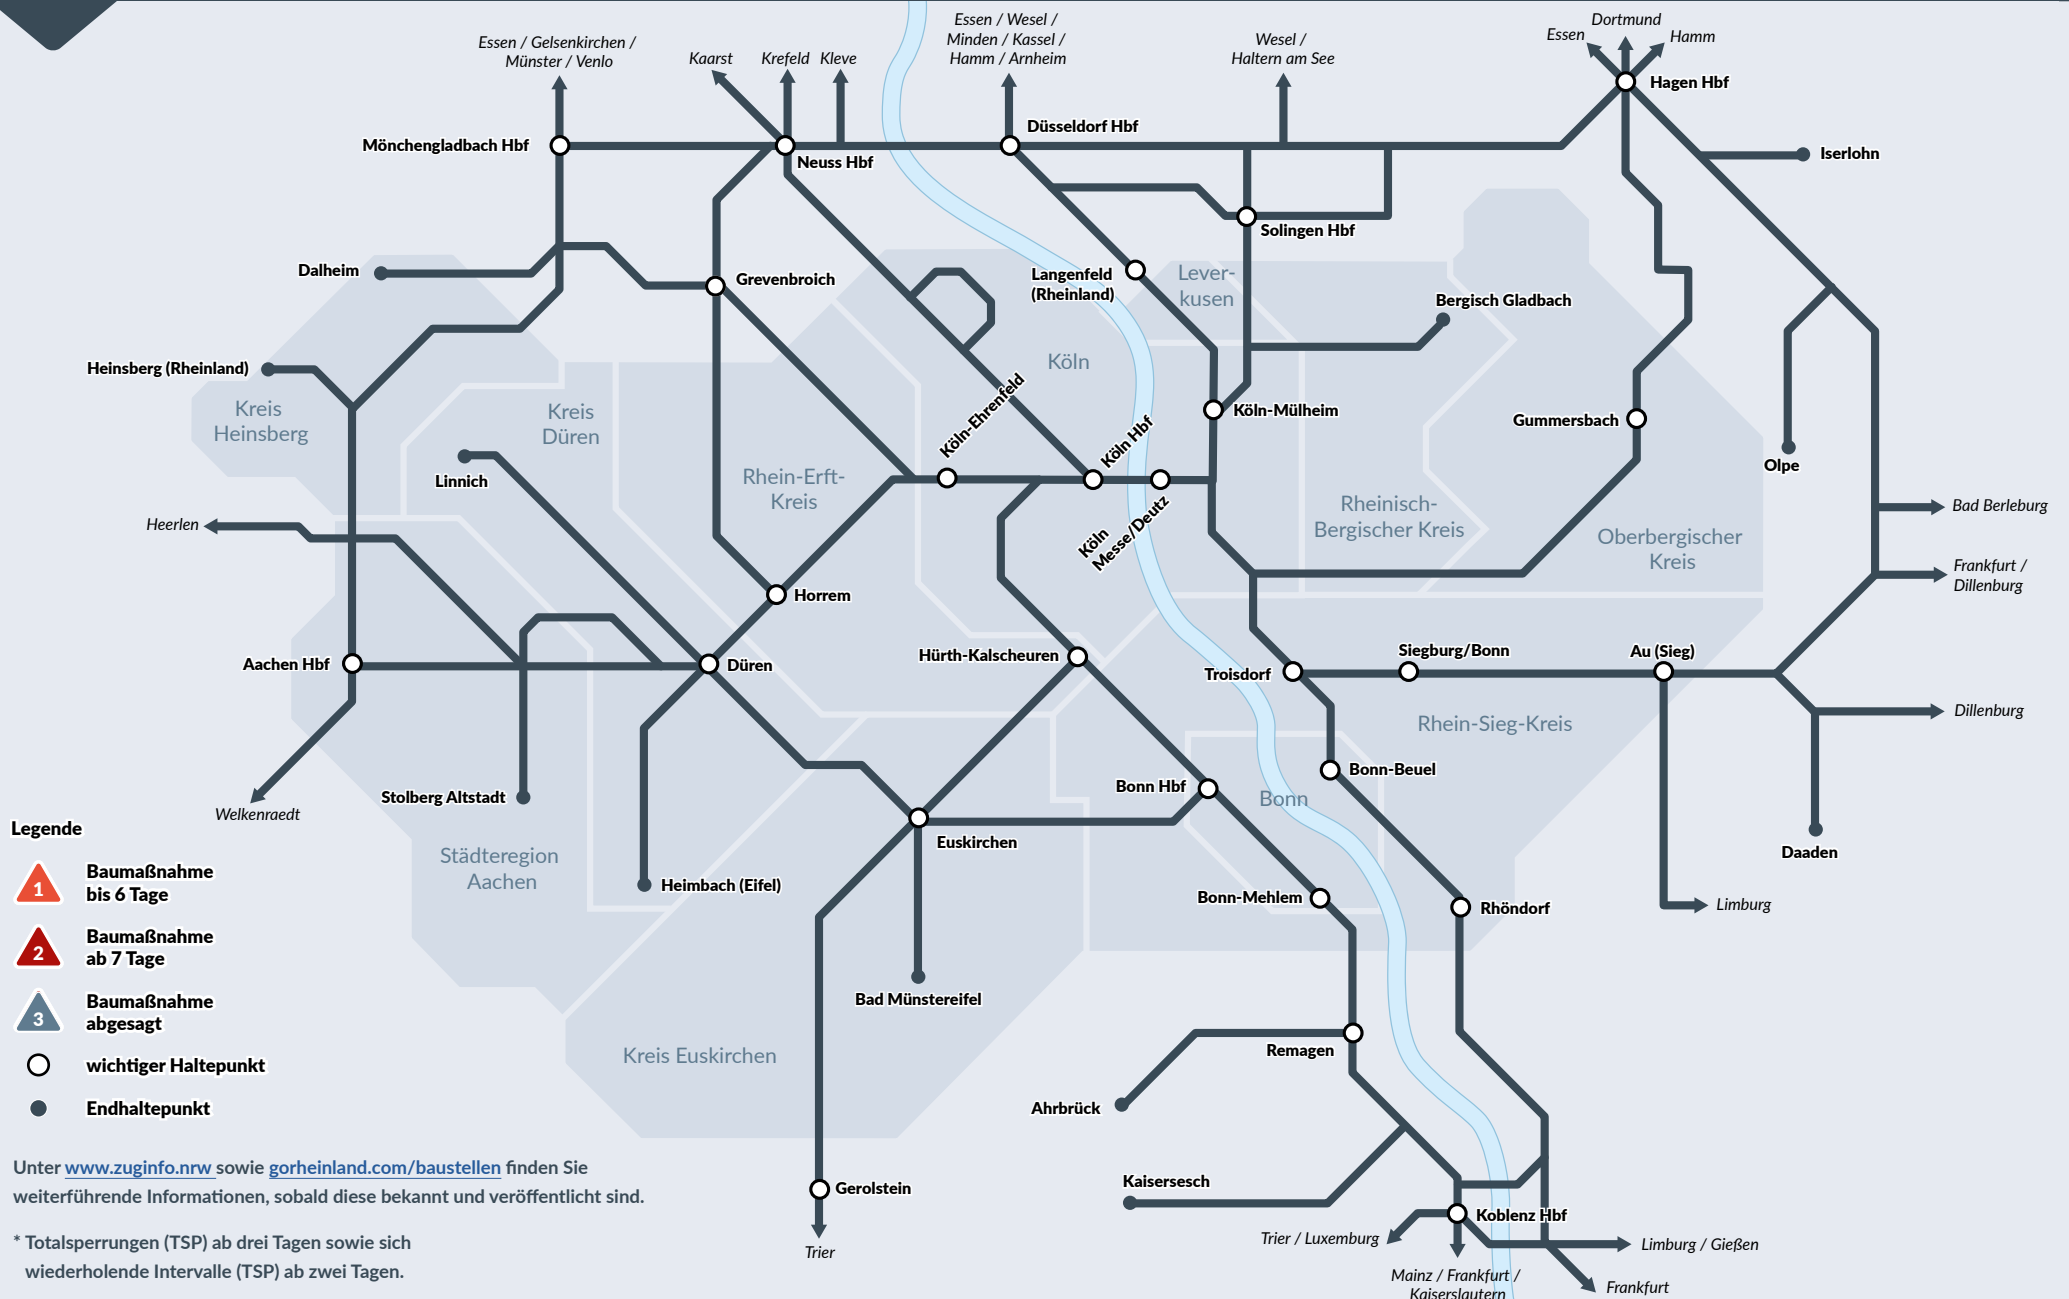 Essen / Gelsenkirchen /
Münster / Venlo
Kaarst
Krefeld
Kleve
Essen / Wesel /
Minden / Kassel /
Hamm / Arnheim
Wesel /
Haltern am See
Dortmund
Essen
Hamm
Hagen Hbf
Mönchengladbach Hbf
Neuss Hbf
Düsseldorf Hbf
Iserlohn
Solingen Hbf
Dalheim
Grevenbroich
Langenfeld
(Rheinland)
Lever-
kusen
Bergisch Gladbach
Heinsberg (Rheinland)
Köln
Kreis
Heinsberg
Kreis
Düren
Köln-Ehrenfeld
Köln Hbf
Köln-Mülheim
Gummersbach
Olpe
Linnich
Rhein-Erft-
Kreis
Rheinisch-
Bergischer Kreis
Oberbergischer
Kreis
Bad Berleburg
Heerlen
Köln
Messe/Deutz
Frankfurt /
Dillenburg
Horrem
Aachen Hbf
Düren
Hürth-Kalscheuren
Troisdorf
Siegburg/Bonn
Au (Sieg)
Rhein-Sieg-Kreis
Dillenburg
Stolberg Altstadt
Welkenraedt
Bonn Hbf
Bonn
Bonn-Beuel
Euskirchen
Daaden
Städteregion
Aachen
Heimbach (Eifel)
Bonn-Mehlem
Rhöndorf
Limburg
Bad Münstereifel
Kreis Euskirchen
Remagen
Ahrbrück
Kaisersesch
Gerolstein
Trier
Koblenz Hbf
Trier / Luxemburg
Limburg / Gießen
Mainz / Frankfurt /
Kaiserslautern
Frankfurt
Legende
1
Baumaßnahme
bis 6 Tage
2
Baumaßnahme
ab 7 Tage
3
Baumaßnahme
abgesagt
wichtiger Haltepunkt
Endhaltepunkt
Unter www.zuginfo.nrw sowie gorheinland.com/baustellen finden Sie
weiterführende Informationen, sobald diese bekannt und veröffentlicht sind.
* Totalsperrungen (TSP) ab drei Tagen sowie sich
wiederholende Intervalle (TSP) ab zwei Tagen.